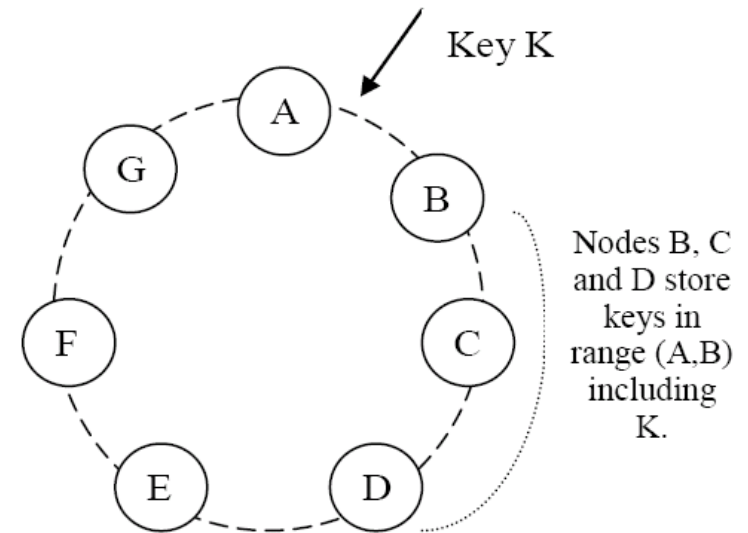 Key K
A
G
B
Nodes B, C
and D store
keys in
range (A,B)
including
K.
F
C
E
D